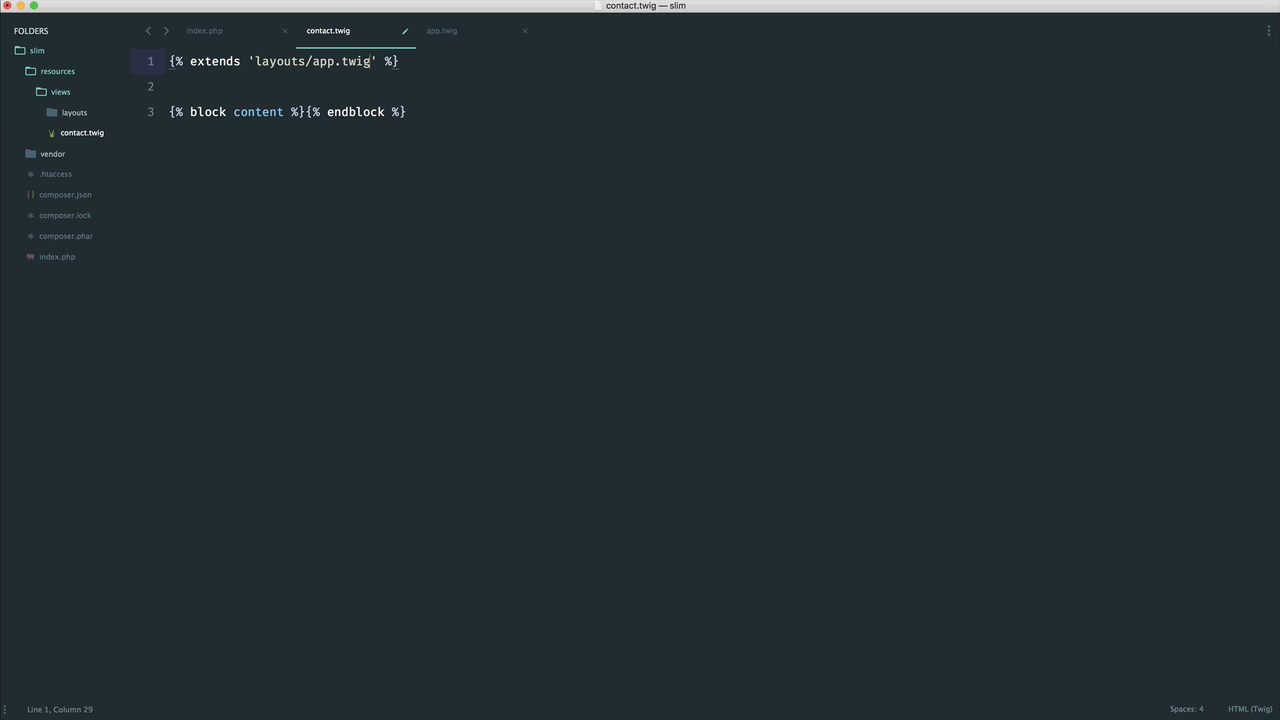 contact.twig — slim
FOLDERS
slim
resources
views
layouts
contact.twig
vendor
.htaccess
composer.json
composer.lock
composer.phar
index.php
index.php
contact.twig
app.twig
1 {% extends 'layouts/app.twig' %}
2
3 {% block content %}{% endblock %}
Line 1, Column 29
Spaces: 4
HTML (Twig)